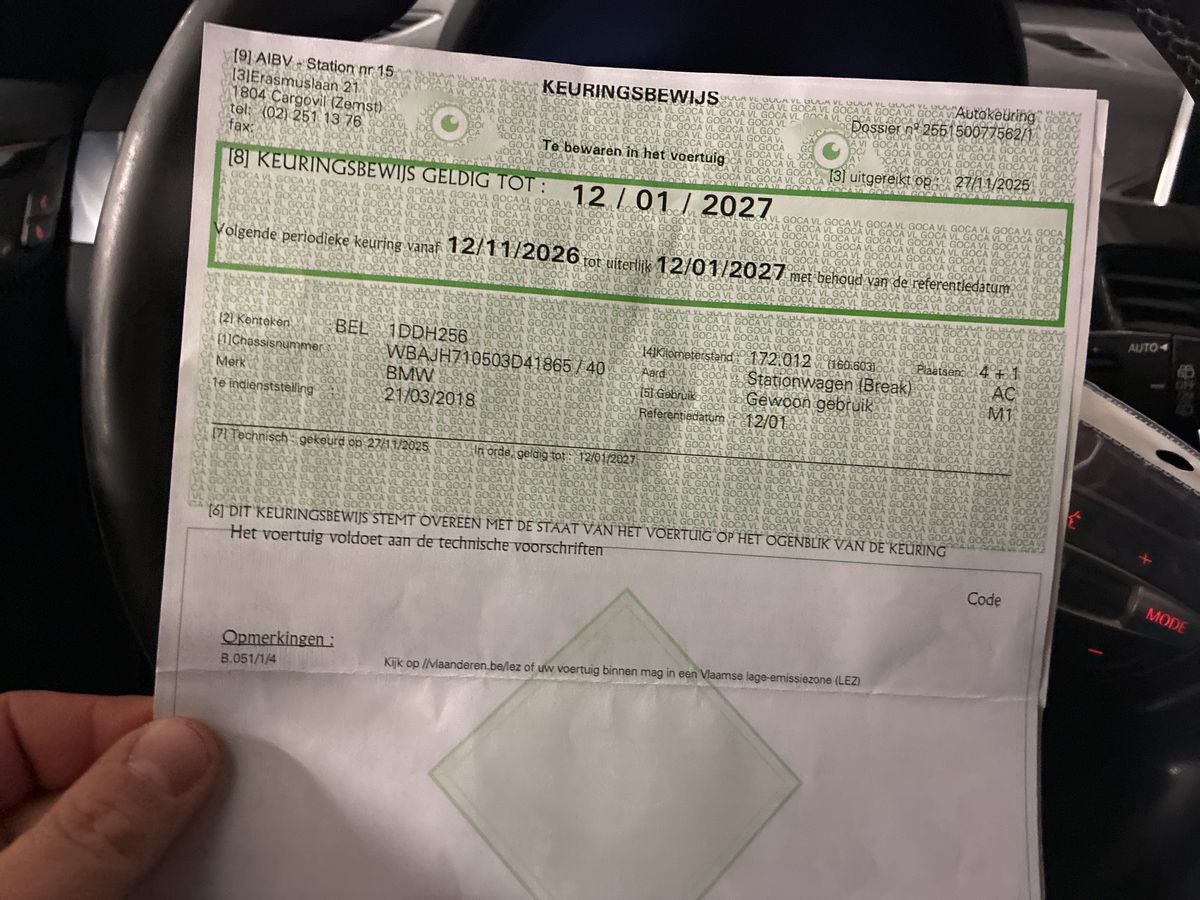 [9] AIBV - Station nr 15
[3]Erasmuslaan 21
1804 Cargovil (Zemst)
tel: (02) 251 13 76
fax:
KEURINGSBEWIJS
Te bewaren in het voertuig
Autokeuring
Dossier nº 255150077562/1
[3] uitgereikt op : 27/11/2025
[8] KEURINGSBEWIJS GELDIG TOT : 12 / 01 / 2027
Volgende periodieke keuring vanaf 12/11/2026 tot uiterlijk 12/01/2027 met behoud van de referentiedatum
[2] Kenteken : BEL 1DDH256
[1]Chassisnummer : WBAJH710503D41865 / 40
Merk BMW
1e Indienststelling : 21/03/2018
[4]Kilometerstand : 172.012 (160.603) Plaatsen: 4 + 1
Aard : Stationwagen (Break) AC
[5] Gebruik : Gewoon gebruik M1
Referentiedatum : 12/01
[7] Technisch : gekeurd op 27/11/2025 In orde, geldig tot : 12/01/2027
[6] DIT KEURINGSBEWIJS STEMT OVEREEN MET DE STAAT VAN HET VOERTUIG OP HET OGENBLIK VAN DE KEURING
Het voertuig voldoet aan de technische voorschriften
Code
Opmerkingen :
B.051/1/4 Kijk op //vlaanderen.be/lez of uw voertuig binnen mag in een Vlaamse lage-emissiezone (LEZ)
AUTO
+
MODE
−